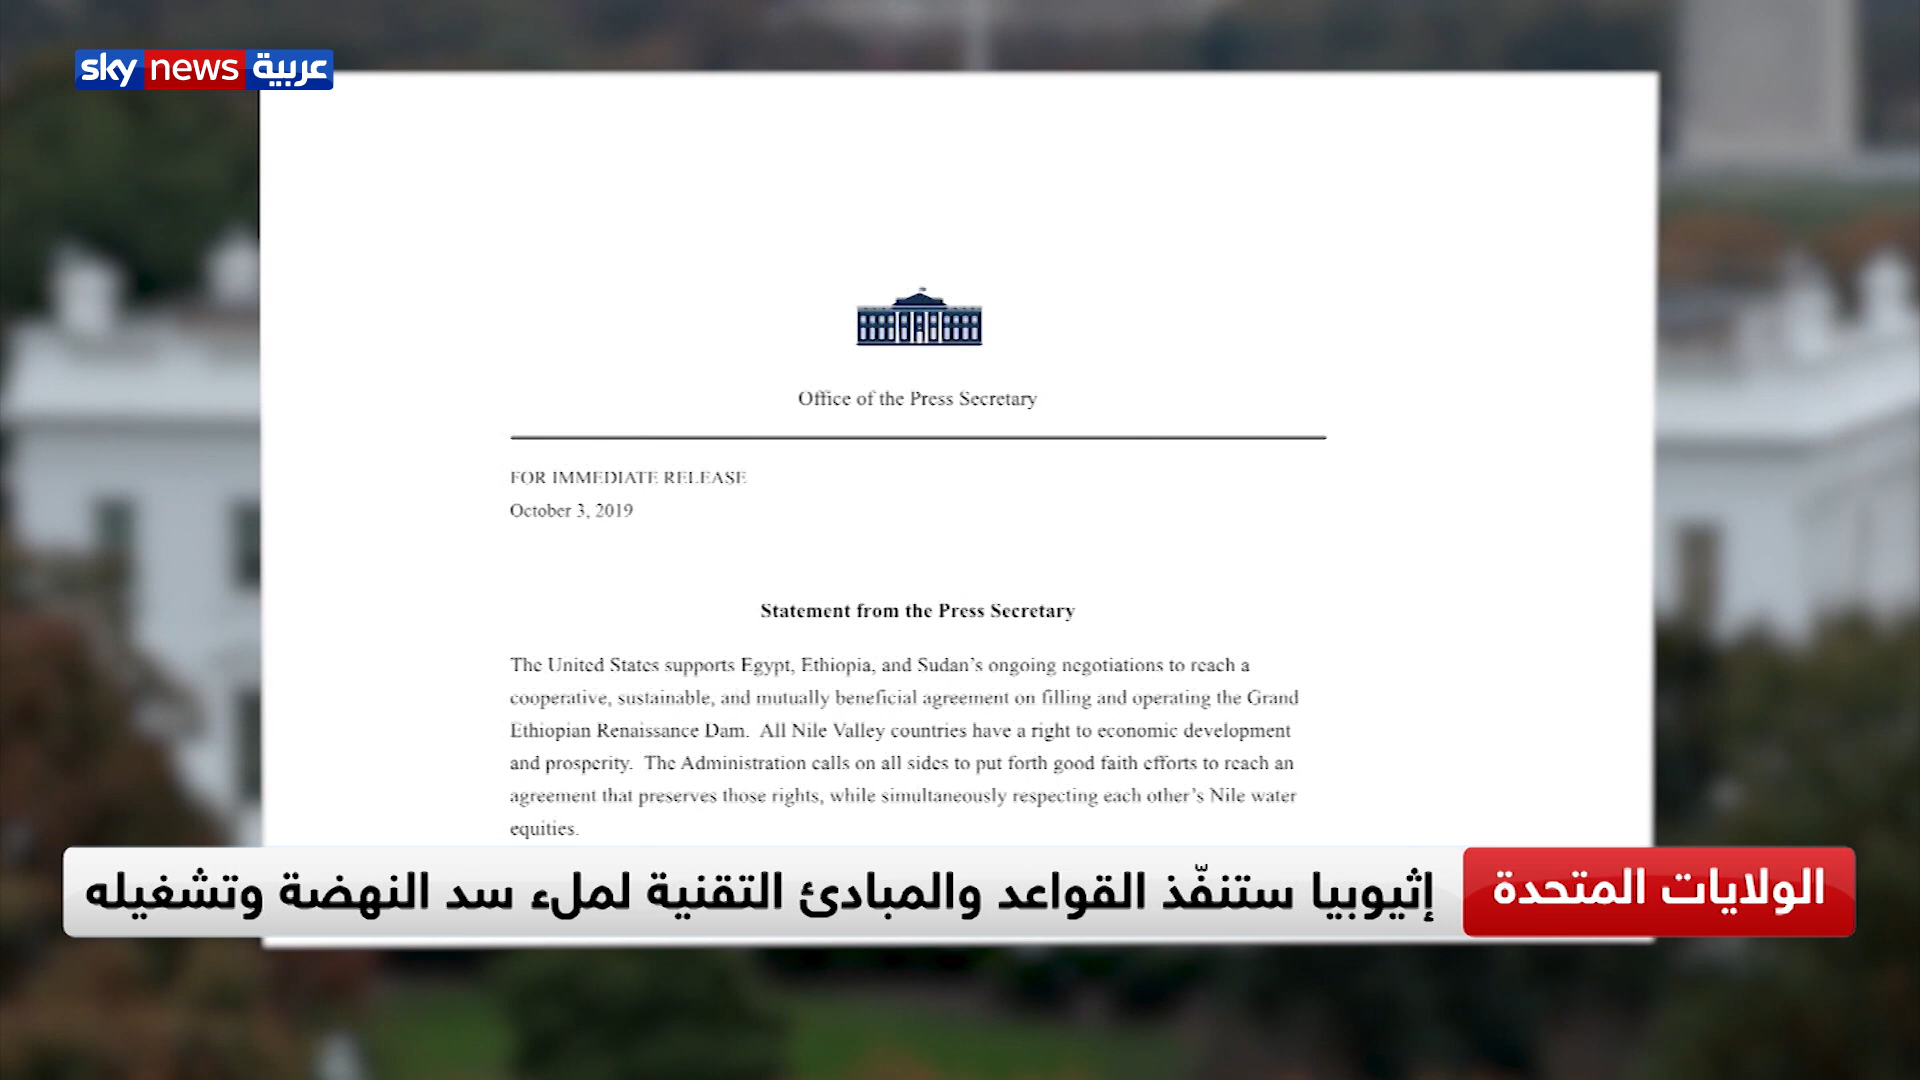 sky news عربية
Office of the Press Secretary
FOR IMMEDIATE RELEASE
October 3, 2019
Statement from the Press Secretary
The United States supports Egypt, Ethiopia, and Sudan’s ongoing negotiations to reach a
cooperative, sustainable, and mutually beneficial agreement on filling and operating the Grand
Ethiopian Renaissance Dam.  All Nile Valley countries have a right to economic development
and prosperity.  The Administration calls on all sides to put forth good faith efforts to reach an
agreement that preserves those rights, while simultaneously respecting each other’s Nile water
equities.
الولايات المتحدة
إثيوبيا ستنفّذ القواعد والمبادئ التقنية لملء سد النهضة وتشغيله